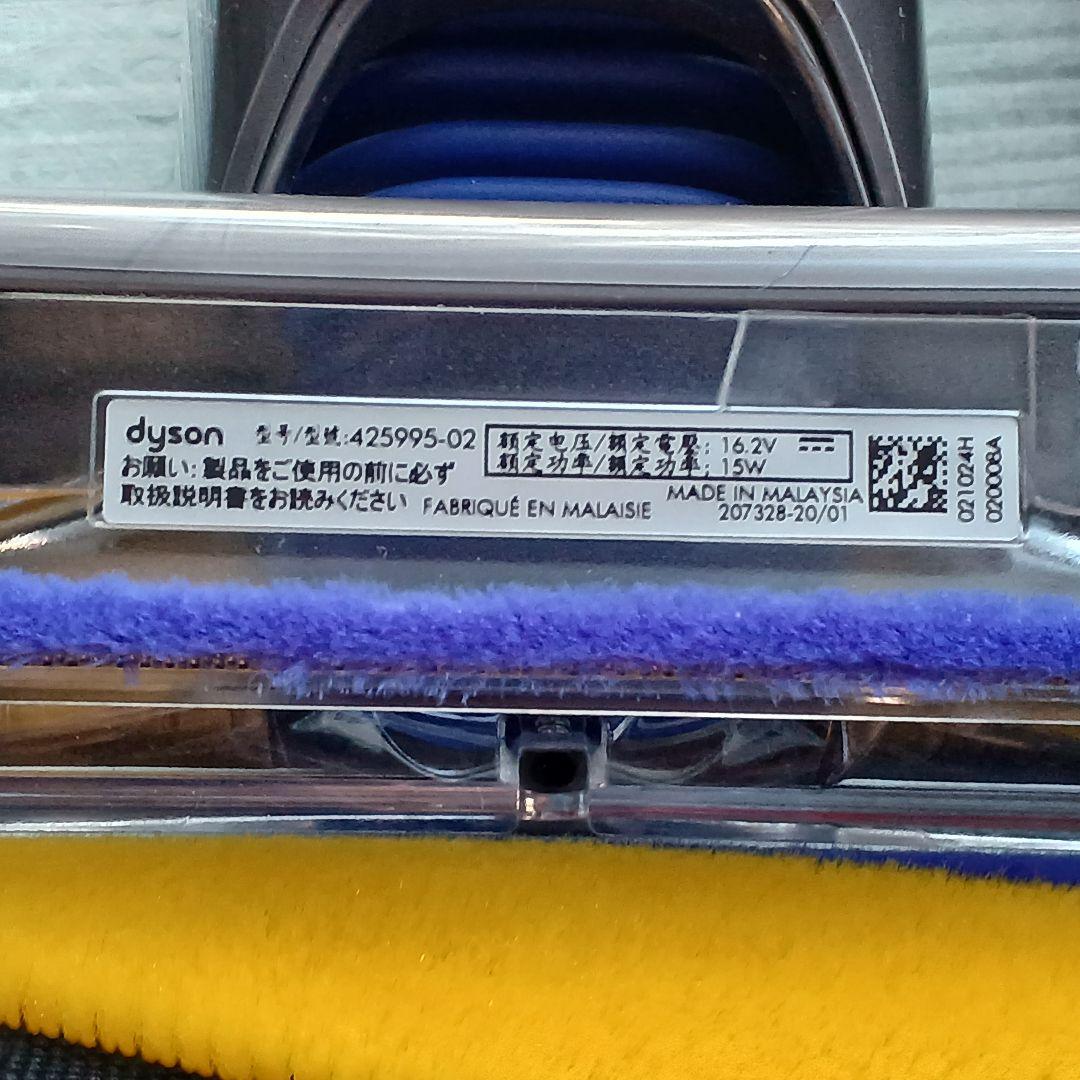 dyson 型号/型號:425995-02
お願い:製品をご使用の前に必ず
取扱説明書をお読みください
FABRIQUÉ EN MALAISIE
額定电压/額定電壓: 16.2V ⎓
額定功率/額定功率: 15W
MADE IN MALAYSIA
207328-20/01
021024H
020008A